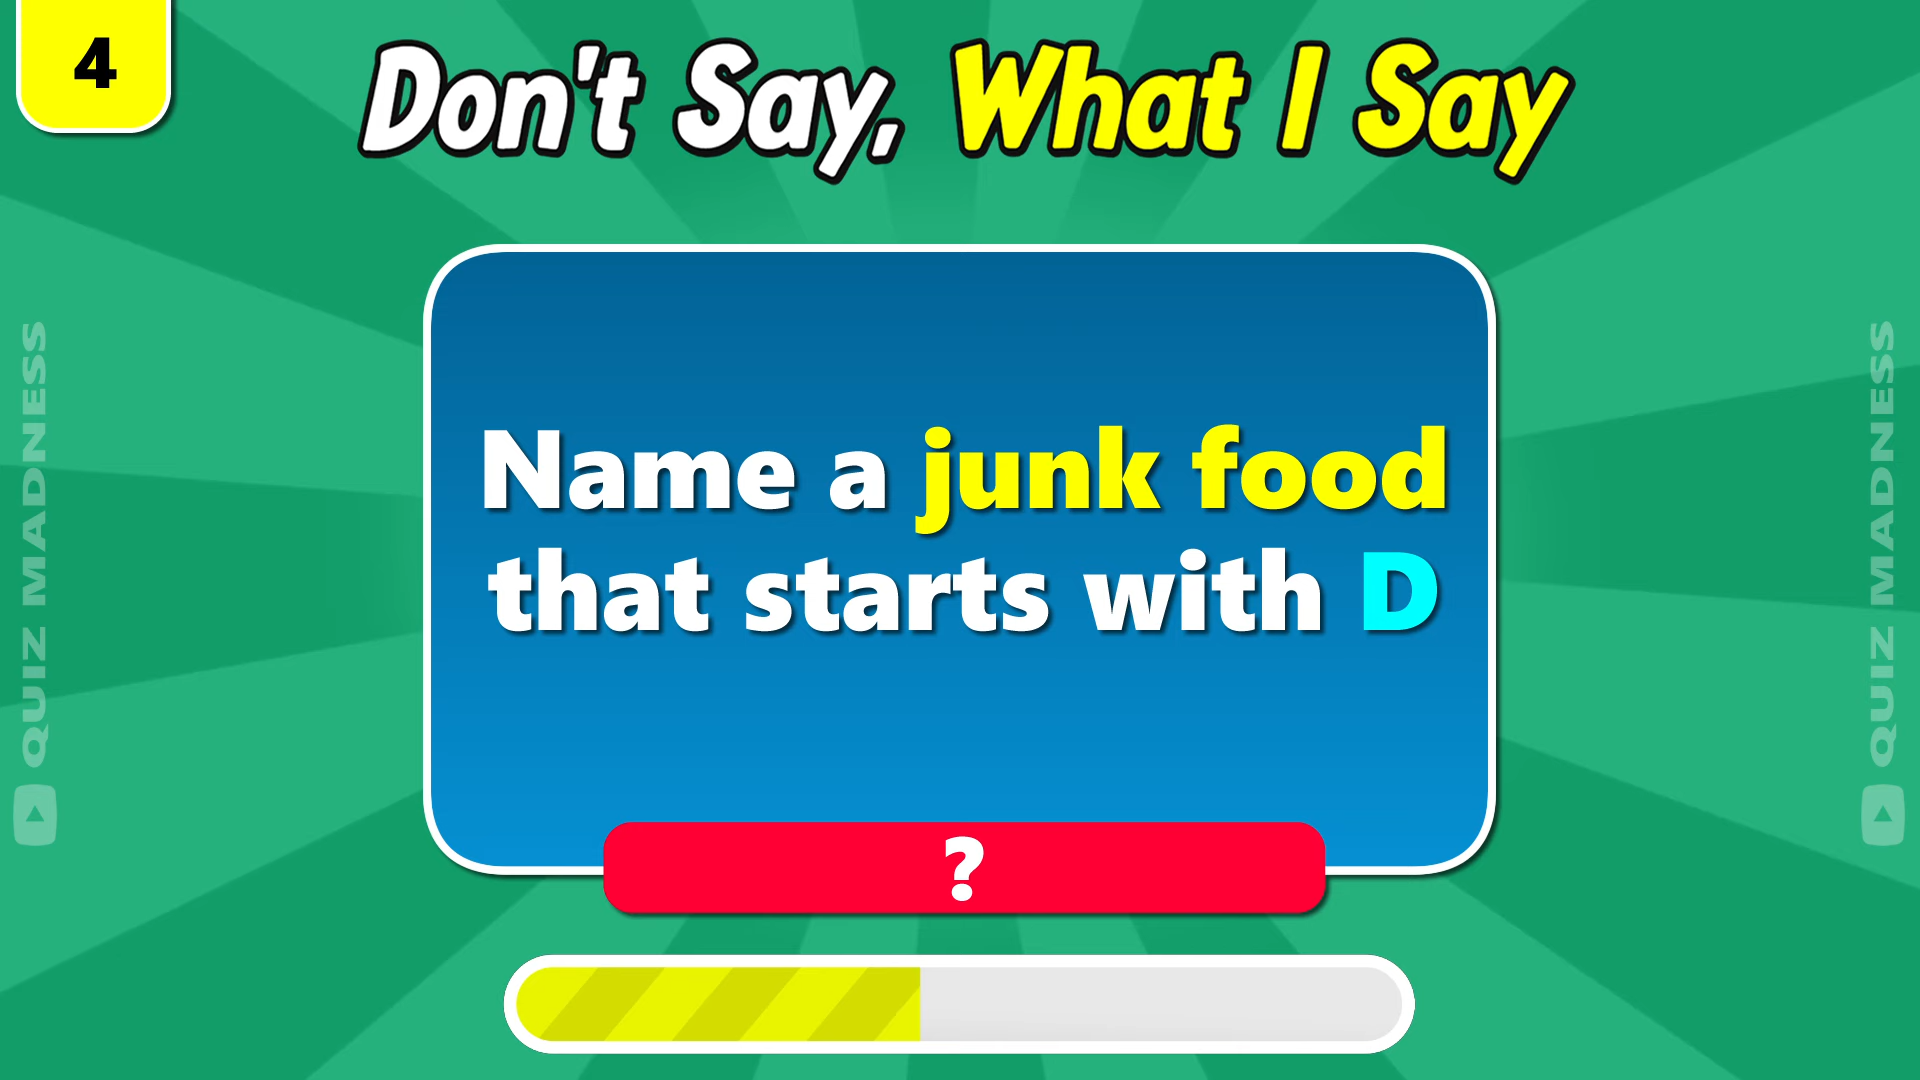 4
Don't Say, What I Say
Name a junk food
that starts with D
?
QUIZ MADNESS
QUIZ MADNESS